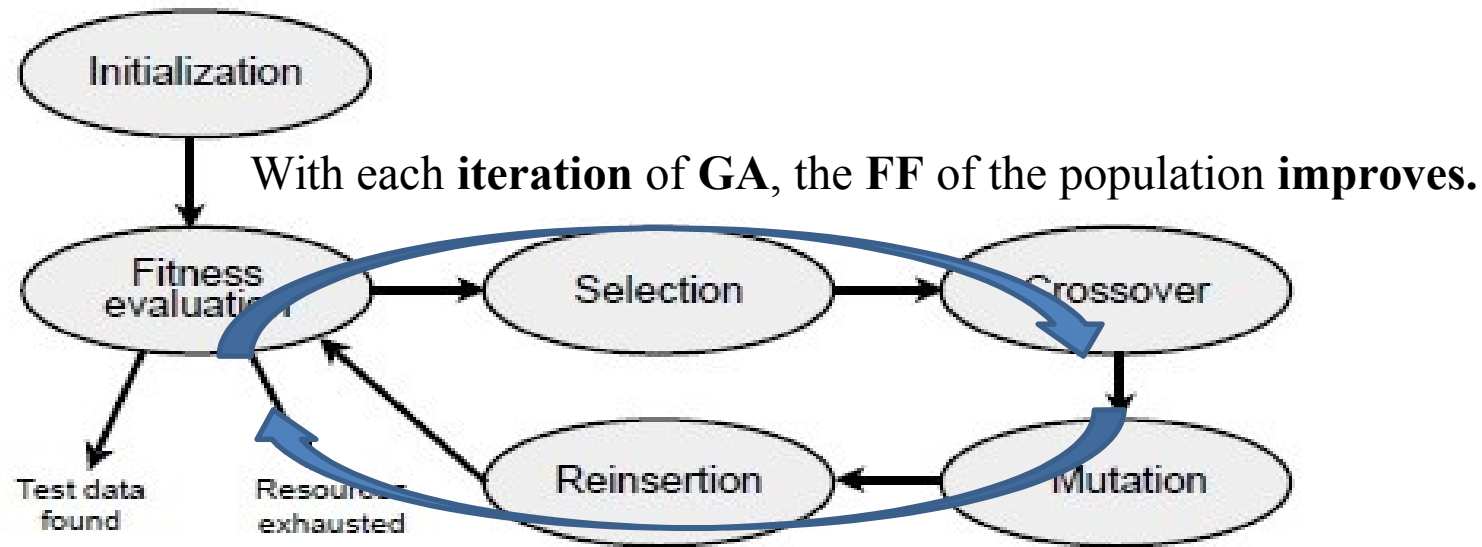 Initialization
With each iteration of GA, the FF of the population improves.
Fitness
evaluation
Selection
Crossover
Mutation
Reinsertion
Test data
found
Resources
exhausted